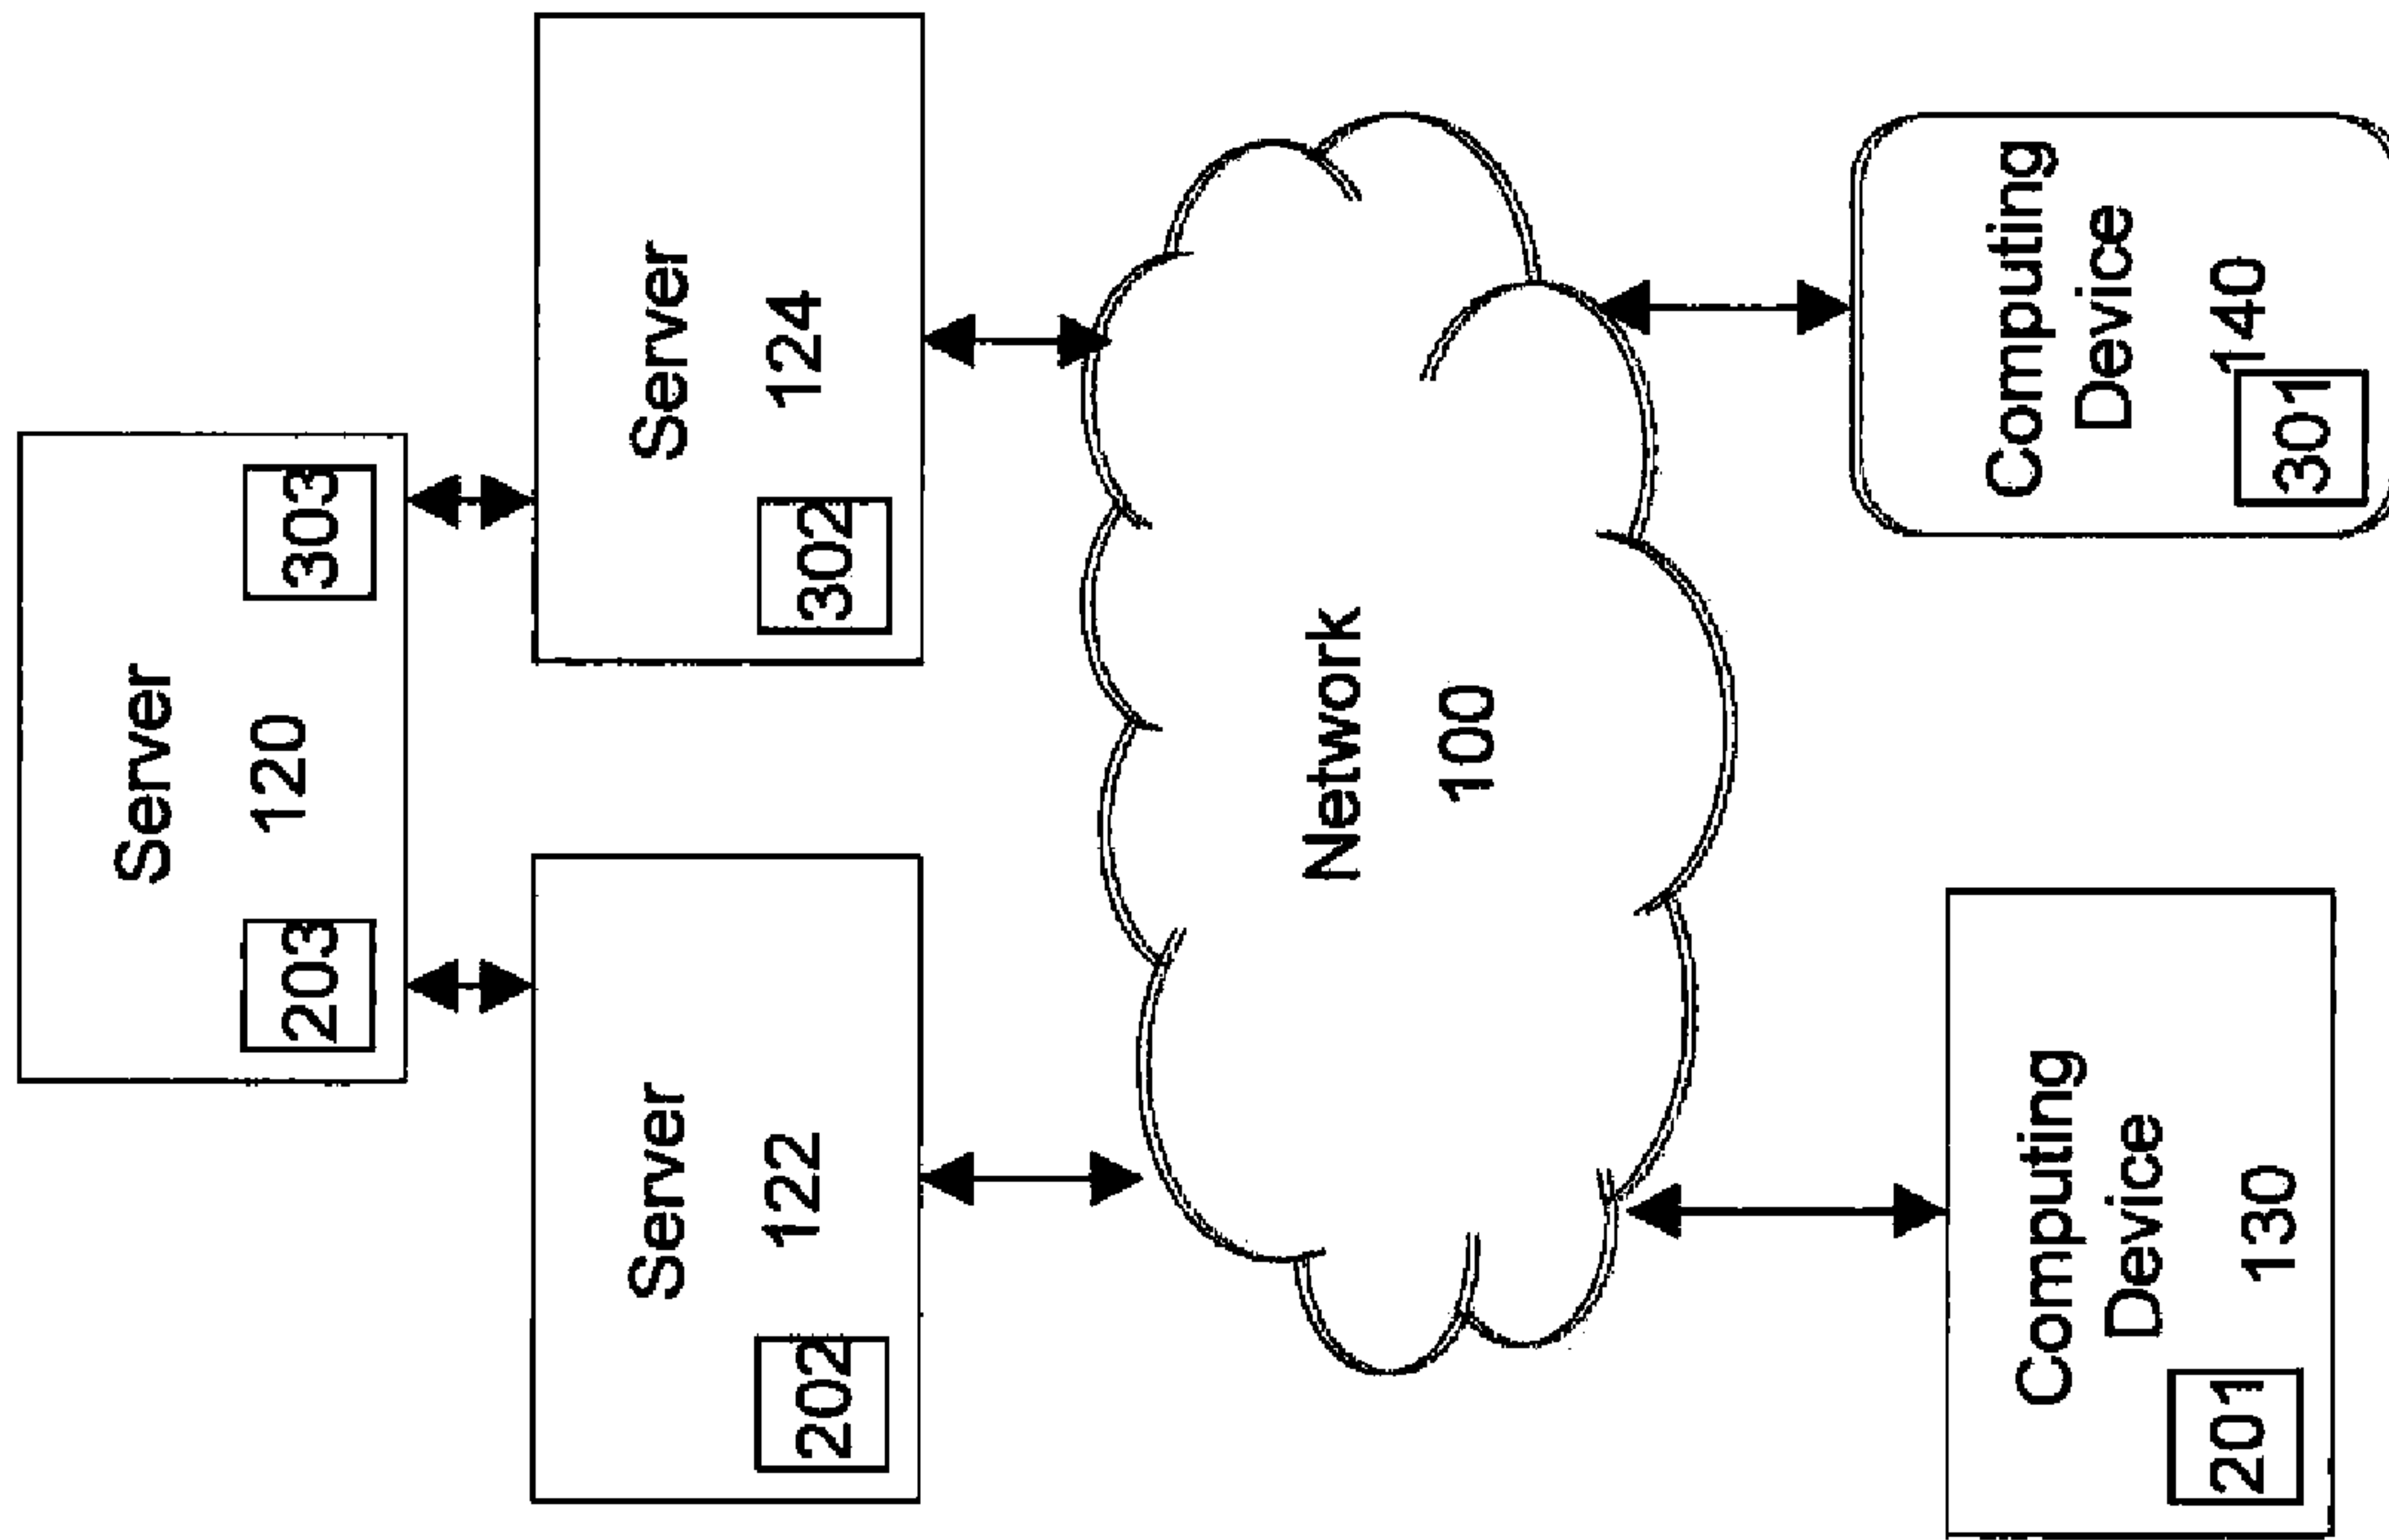 Server
120
203
303
Server
122
202
Server
124
302
Network
100
Computing
Device
130
201
Computing
Device
140
301